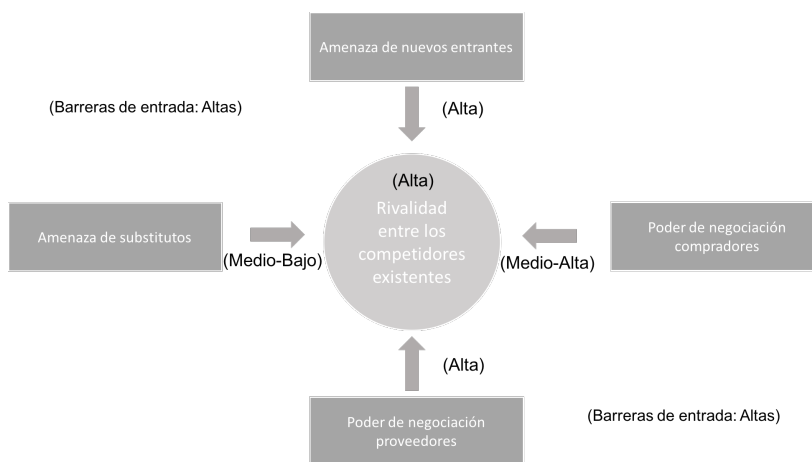 Amenaza de nuevos entrantes
(Barreras de entrada: Altas)
(Alta)
(Alta)
Rivalidad
entre los
competidores
existentes
Amenaza de substitutos
(Medio-Bajo)
Poder de negociación
compradores
(Medio-Alta)
(Alta)
Poder de negociación
proveedores
(Barreras de entrada: Altas)